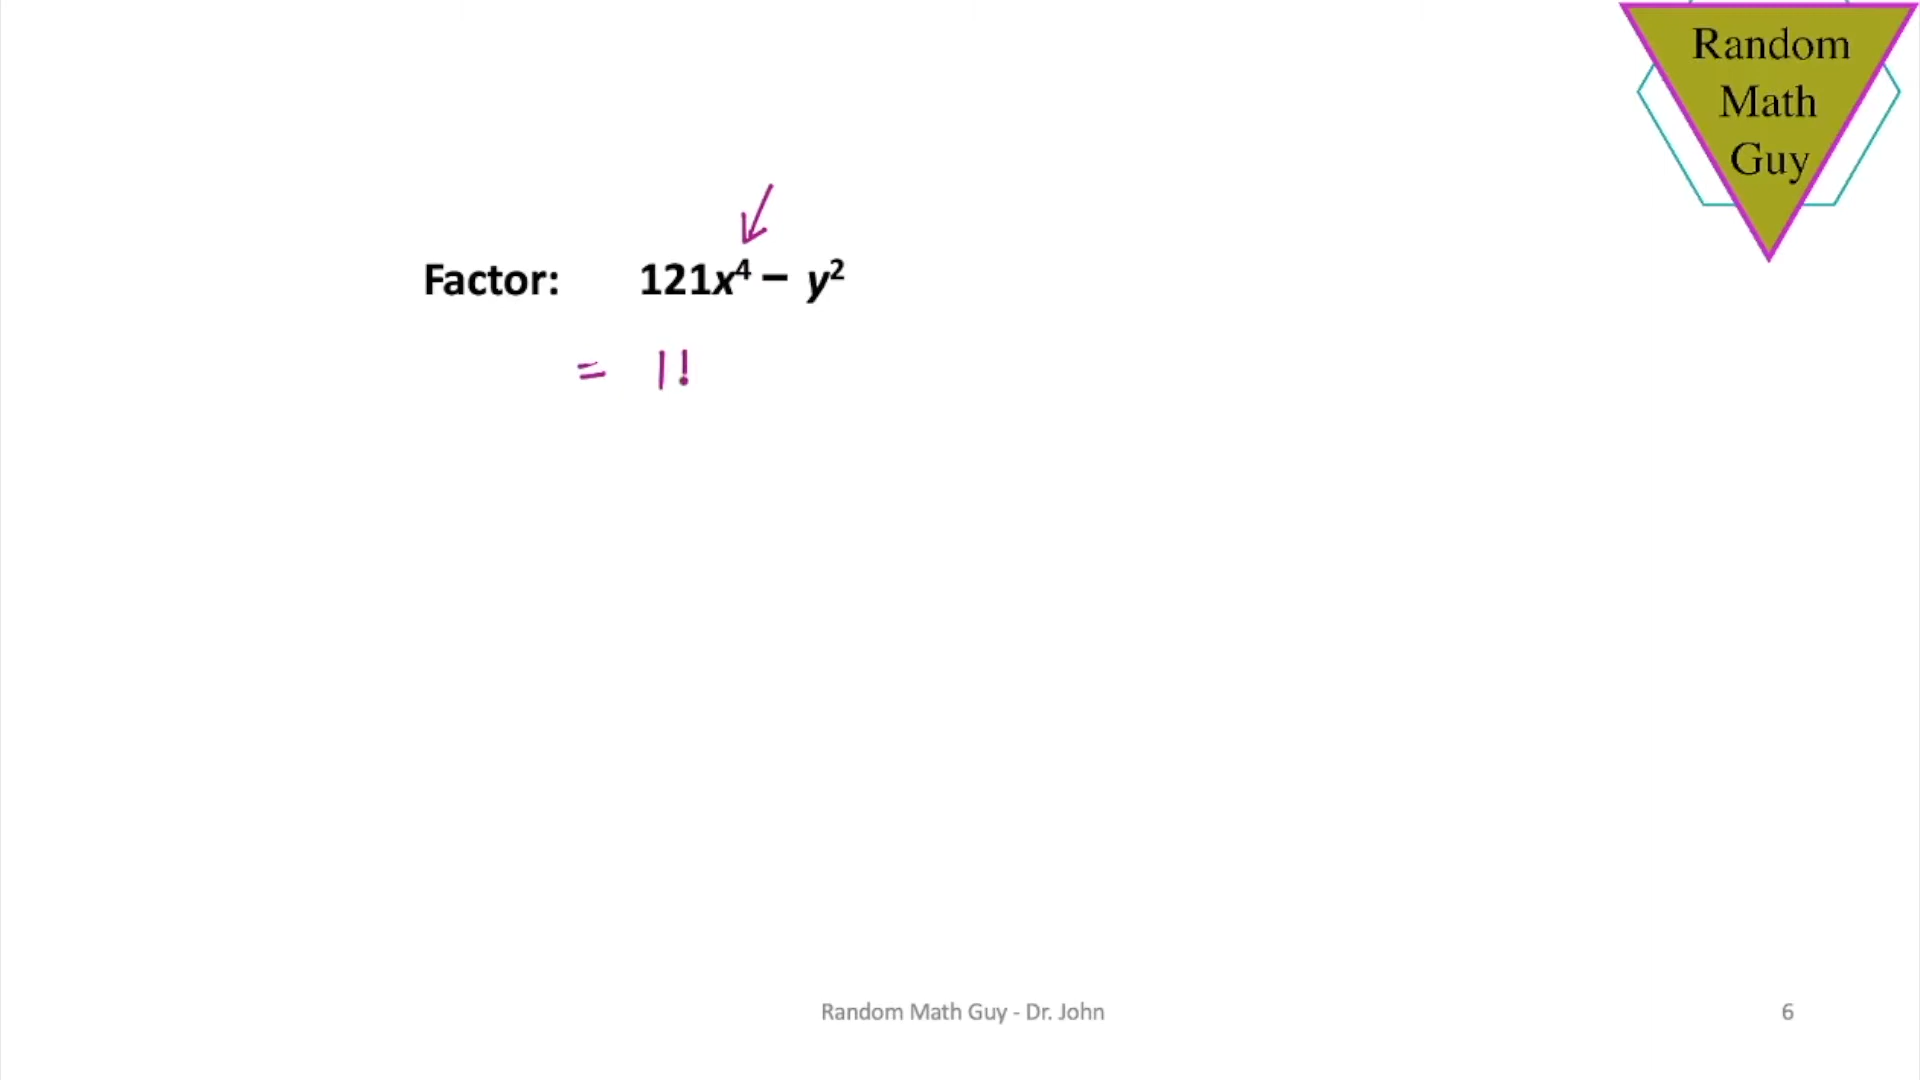 Random
Math
Guy
Factor: 121x⁴ – y²
= 11
Random Math Guy - Dr. John
6